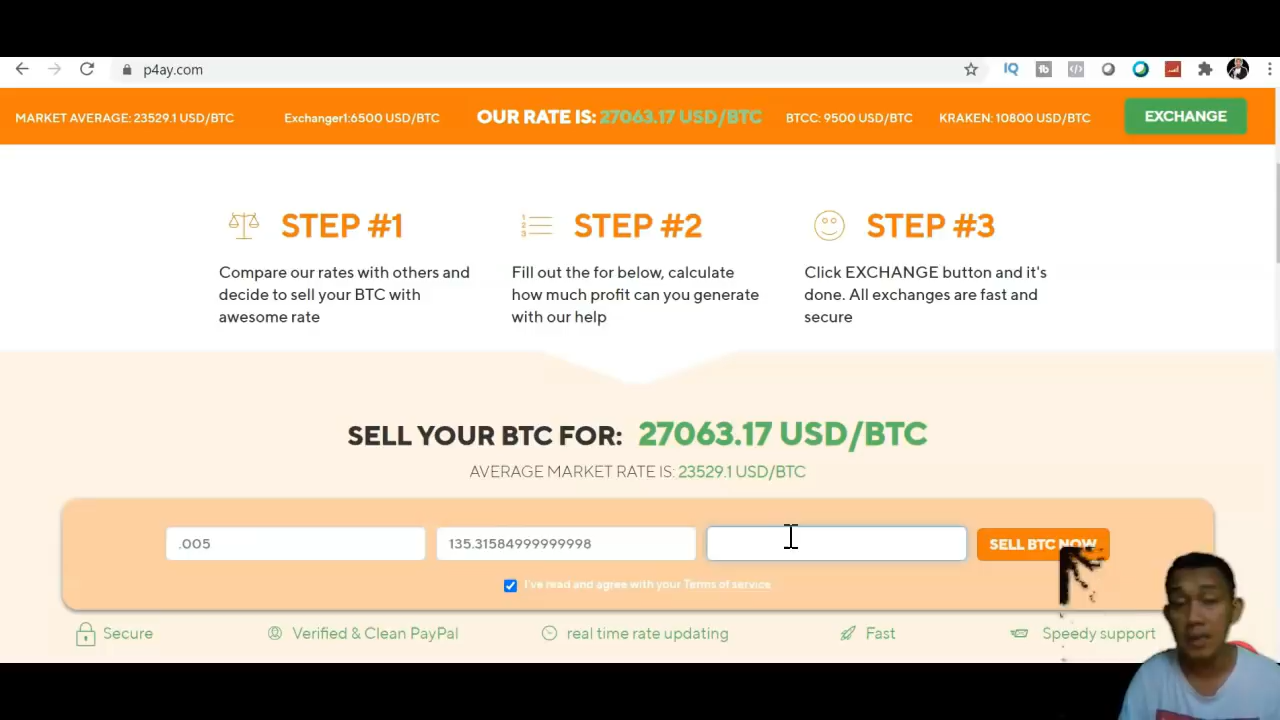 p4ay.com
MARKET AVERAGE: 23529.1 USD/BTC Exchanger1:6500 USD/BTC OUR RATE IS: 27063.17 USD/BTC BTCC: 9500 USD/BTC KRAKEN: 10800 USD/BTC EXCHANGE
STEP #1
Compare our rates with others and
decide to sell your BTC with
awesome rate
STEP #2
Fill out the for below, calculate
how much profit can you generate
with our help
STEP #3
Click EXCHANGE button and it's
done. All exchanges are fast and
secure
SELL YOUR BTC FOR: 27063.17 USD/BTC
AVERAGE MARKET RATE IS: 23529.1 USD/BTC
.005 135.31584999999998 SELL BTC NOW
I've read and agree with your Terms of service
Secure Verified & Clean PayPal real time rate updating Fast Speedy support